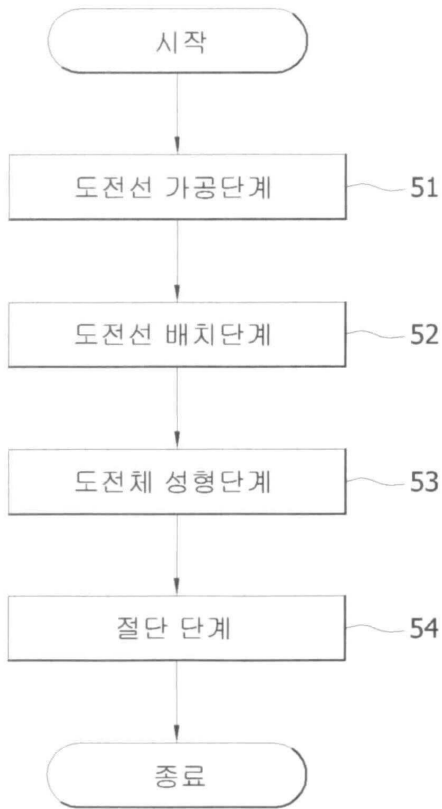 시작
도전선 가공단계 51
도전선 배치단계 52
도전체 성형단계 53
절단 단계 54
종료